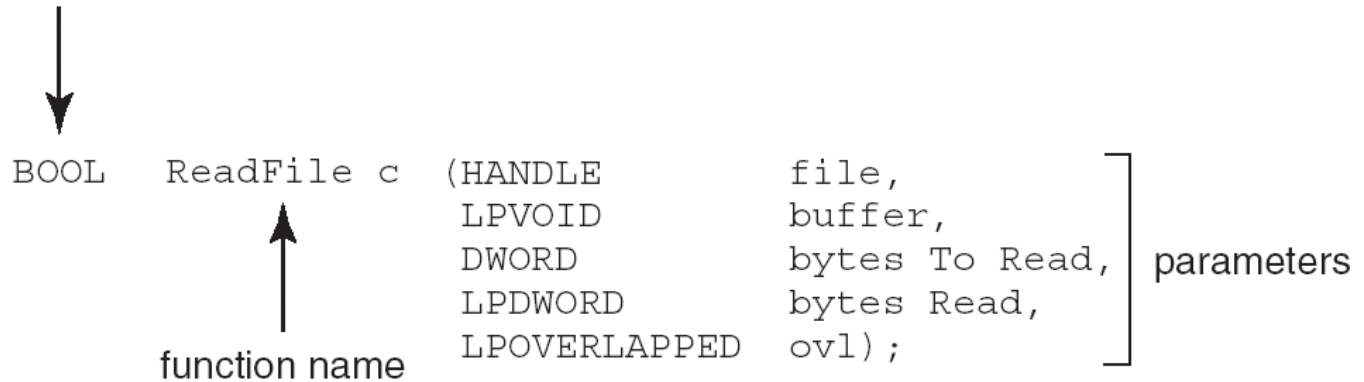 BOOL ReadFile c (HANDLE file,
LPVOID buffer,
DWORD bytes To Read,
LPDWORD bytes Read,
LPOVERLAPPED ovl);
parameters
function name